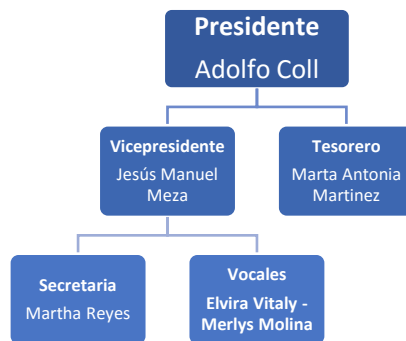 Presidente
Adolfo Coll
Vicepresidente
Jesús Manuel
Meza
Tesorero
Marta Antonia
Martinez
Secretaria
Martha Reyes
Vocales
Elvira Vitaly -
Merlys Molina